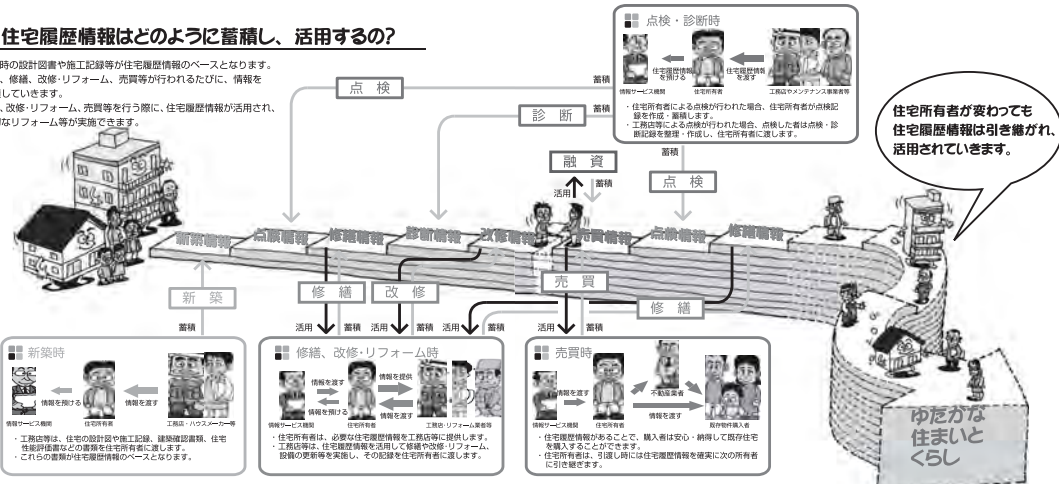 住宅履歴情報はどのように蓄積し、活用するの?
時の設計図書や施工記録等が住宅履歴情報のベースとなります。
、修繕、改修・リフォーム、売買等が行われるたびに、情報を
していきます。
、改修・リフォーム、売買等を行う際に、住宅履歴情報が活用され、
なリフォーム等が実施できます。
点検・診断時
住宅履歴情報
を預ける
住宅履歴情報
を渡す
情報サービス機関
住宅所有者
工務店やメンテナンス事業者等
・住宅所有者による点検が行われた場合、住宅所有者が点検記
録を作成・蓄積します。
・工務店等による点検が行われた場合、点検した者は点検・診
断記録を整理・作成し、住宅所有者に渡します。
蓄積
点 検
蓄積
診 断
融 資
活用
蓄積
蓄積
点 検
住宅所有者が変わっても
住宅履歴情報は引き継がれ、
活用されていきます。
新築情報
点検情報
修繕情報
診断情報
改修情報
売買情報
点検情報
修繕情報
新 築
修 繕
改 修
売 買
修 繕
蓄積
活用
蓄積
活用
蓄積
活用
蓄積
活用
蓄積
新築時
情報を預ける
情報を渡す
情報サービス機関
住宅所有者
工務店・ハウスメーカー等
・工務店等は、住宅の設計図や施工記録、建築確認書類、住宅
性能評価書などの書類を住宅所有者に渡します。
・これらの書類が住宅履歴情報のベースとなります。
修繕、改修・リフォーム時
情報を渡す
情報を預ける
情報を提供
情報を渡す
情報サービス機関
住宅所有者
工務店・リフォーム業者等
・住宅所有者は、必要な住宅履歴情報を工務店等に提供します。
・工務店等は、住宅履歴情報を活用して修繕や改修・リフォーム、
設備の更新等を実施し、その記録を住宅所有者に渡します。
売買時
情報を渡す
不動産業者
情報を渡す
情報サービス機関
住宅所有者
既存物件購入者
・住宅履歴情報があることで、購入者は安心・納得して既存住宅
を購入することができます。
・住宅所有者は、引渡し時には住宅履歴情報を確実に次の所有者
に引き継ぎます。
ゆたかな
住まいと
くらし